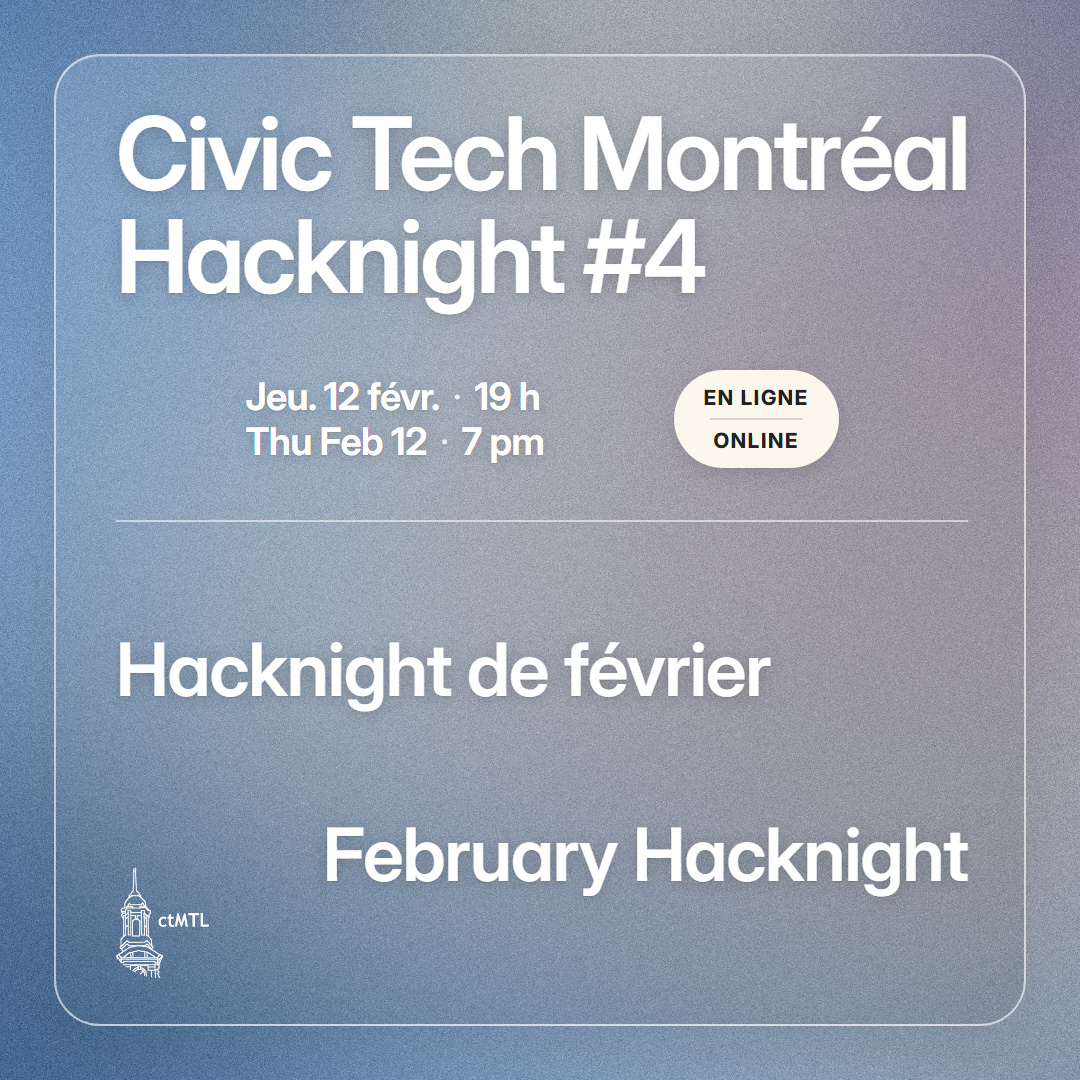 Civic Tech Montréal
Hacknight #4
Jeu. 12 févr. · 19 h
Thu Feb 12 · 7 pm
EN LIGNE
ONLINE
Hacknight de février
February Hacknight
ctMTL